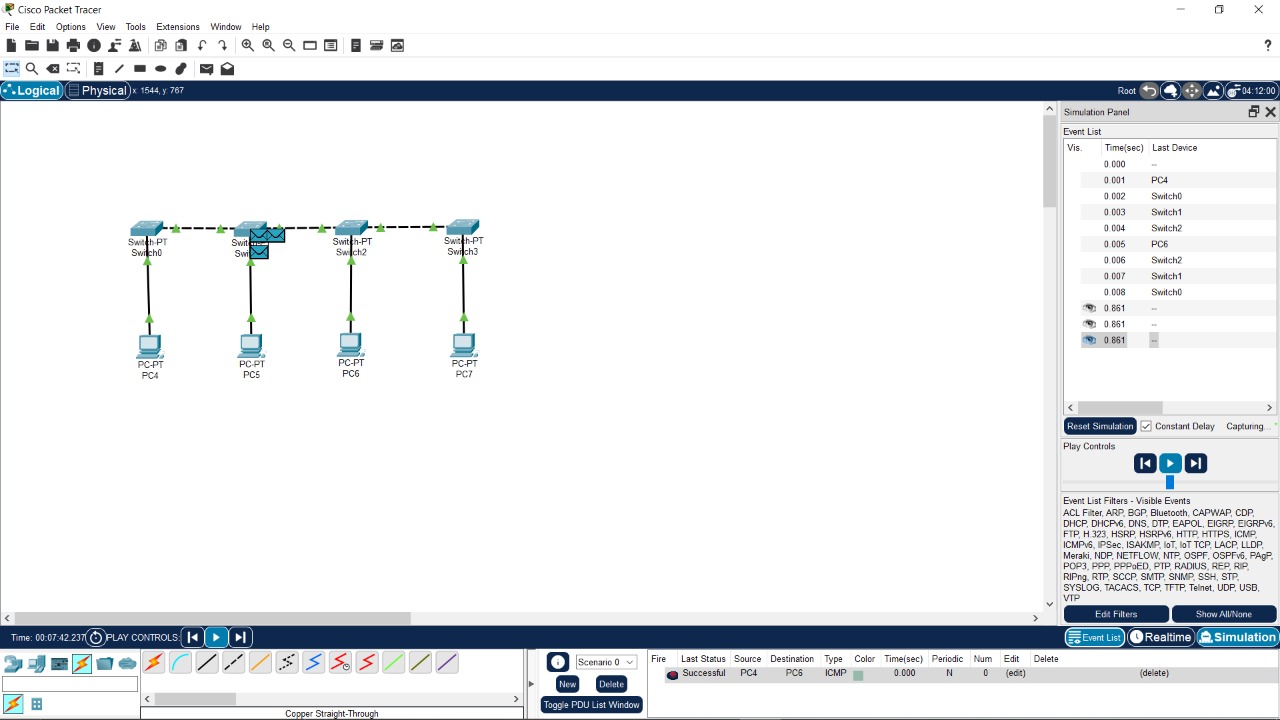 Cisco Packet Tracer
File Edit Options View Tools Extensions Window Help
?
Logical Physical x: 1544, y: 767 Root 04:12:00
Simulation Panel
Event List
Vis. Time(sec) Last Device
0.000 --
0.001 PC4
0.002 Switch0
0.003 Switch1
0.004 Switch2
0.005 PC6
0.006 Switch2
0.007 Switch1
0.008 Switch0
0.861 --
0.861 --
0.861 --
Reset Simulation Constant Delay Capturing...
Play Controls
Event List Filters - Visible Events
ACL Filter, ARP, BGP, Bluetooth, CAPWAP, CDP,
DHCP, DHCPv6, DNS, DTP, EAPOL, EIGRP, EIGRPv6,
FTP, H.323, HSRP, HSRPv6, HTTP, HTTPS, ICMP,
ICMPv6, IPSec, ISAKMP, IoT, IoT TCP, LACP, LLDP,
Meraki, NDP, NETFLOW, NTP, OSPF, OSPFv6, PAgP,
POP3, PPP, PPPoED, PTP, RADIUS, REP, RIP,
RIPng, RTP, SCCP, SMTP, SNMP, SSH, STP,
SYSLOG, TACACS, TCP, TFTP, Telnet, UDP, USB,
VTP
Edit Filters Show All/None
Event List Realtime Simulation
Switch-PT
Switch0
Switch-PT
Switch2
Switch-PT
Switch3
PC-PT
PC4
PC-PT
PC5
PC-PT
PC6
PC-PT
PC7
Time: 00:07:42.237 PLAY CONTROLS:
Copper Straight-Through
Scenario 0
New Delete
Toggle PDU List Window
Fire Last Status Source Destination Type Color Time(sec) Periodic Num Edit Delete
Successful PC4 PC6 ICMP 0.000 N 0 (edit) (delete)